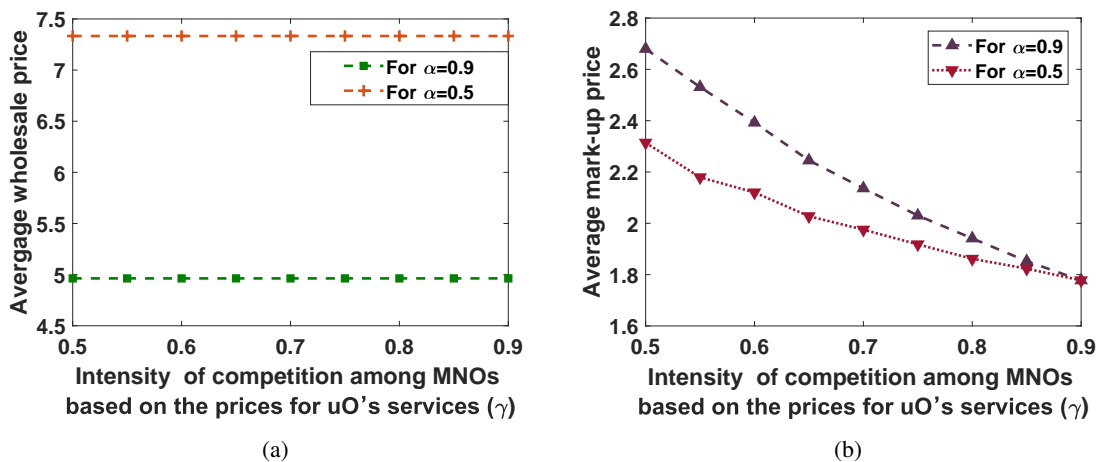 7.5
7
6.5
6
5.5
5
4.5
Avergage wholesale price
For α=0.9
For α=0.5
0.5 0.6 0.7 0.8 0.9
Intensity of competition among MNOs
based on the prices for uO's services (γ)
(a)
2.8
2.6
2.4
2.2
2
1.8
1.6
Average mark-up price
For α=0.9
For α=0.5
0.5 0.6 0.7 0.8 0.9
Intensity of competition among MNOs
based on the prices for uO's services (γ)
(b)